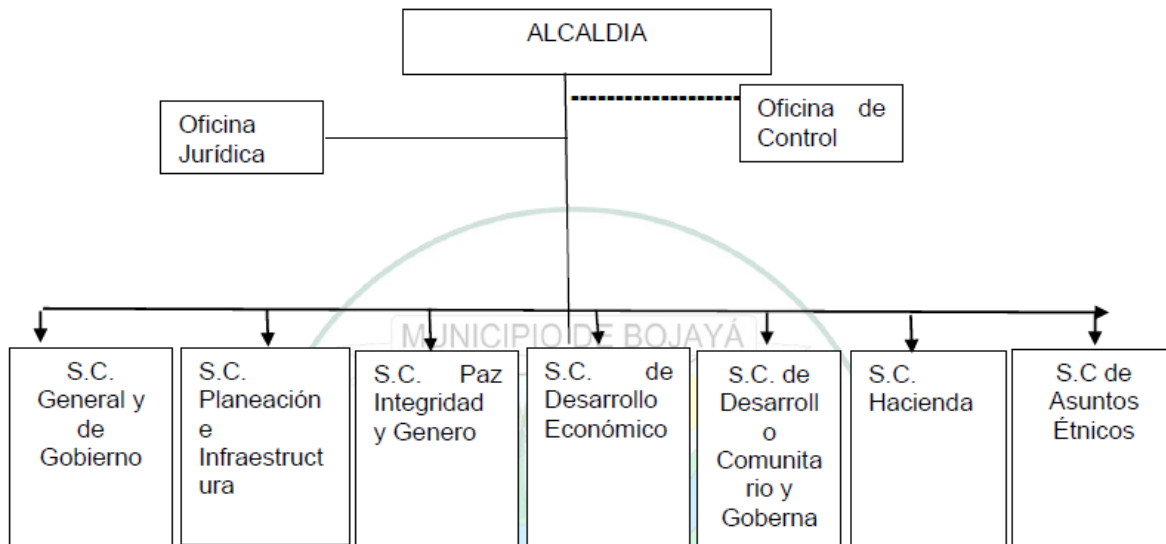 ALCALDIA
Oficina
Jurídica
Oficina de
Control
MUNICIPIO DE BOJAYÁ
S.C.
General y
de
Gobierno
S.C.
Planeación
e
Infraestruct
ura
S.C. Paz
Integridad
y Genero
S.C. de
Desarrollo
Económico
S.C. de
Desarroll
o
Comunita
rio y
Goberna
S.C.
Hacienda
S.C de
Asuntos
Étnicos